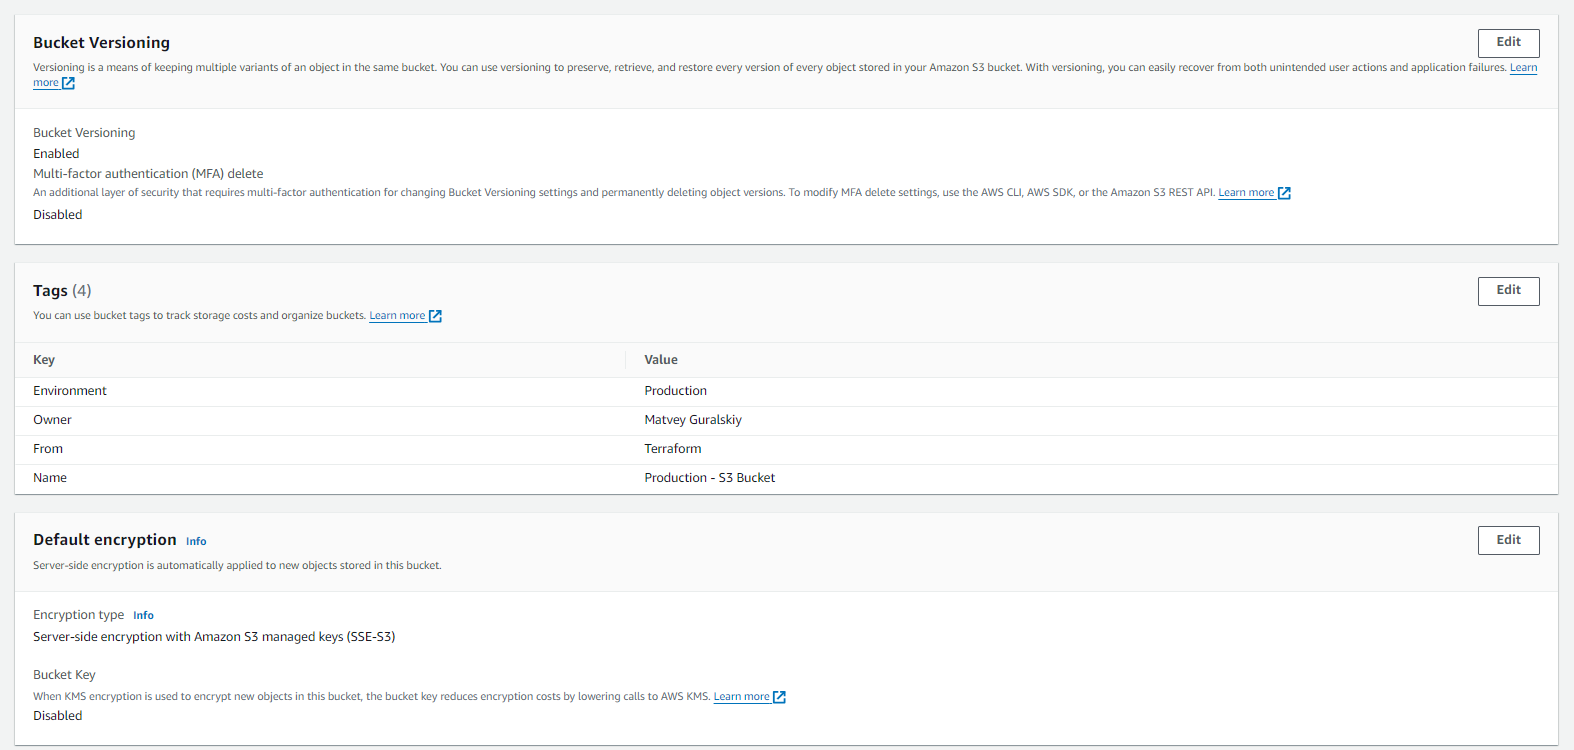 Bucket Versioning
Edit
Versioning is a means of keeping multiple variants of an object in the same bucket. You can use versioning to preserve, retrieve, and restore every version of every object stored in your Amazon S3 bucket. With versioning, you can easily recover from both unintended user actions and application failures. Learn
more
Bucket Versioning
Enabled
Multi-factor authentication (MFA) delete
An additional layer of security that requires multi-factor authentication for changing Bucket Versioning settings and permanently deleting object versions. To modify MFA delete settings, use the AWS CLI, AWS SDK, or the Amazon S3 REST API. Learn more
Disabled
Tags (4)
Edit
You can use bucket tags to track storage costs and organize buckets. Learn more
Key Value
Environment Production
Owner Matvey Guralskiy
From Terraform
Name Production - S3 Bucket
Default encryption Info
Edit
Server-side encryption is automatically applied to new objects stored in this bucket.
Encryption type Info
Server-side encryption with Amazon S3 managed keys (SSE-S3)
Bucket Key
When KMS encryption is used to encrypt new objects in this bucket, the bucket key reduces encryption costs by lowering calls to AWS KMS. Learn more
Disabled